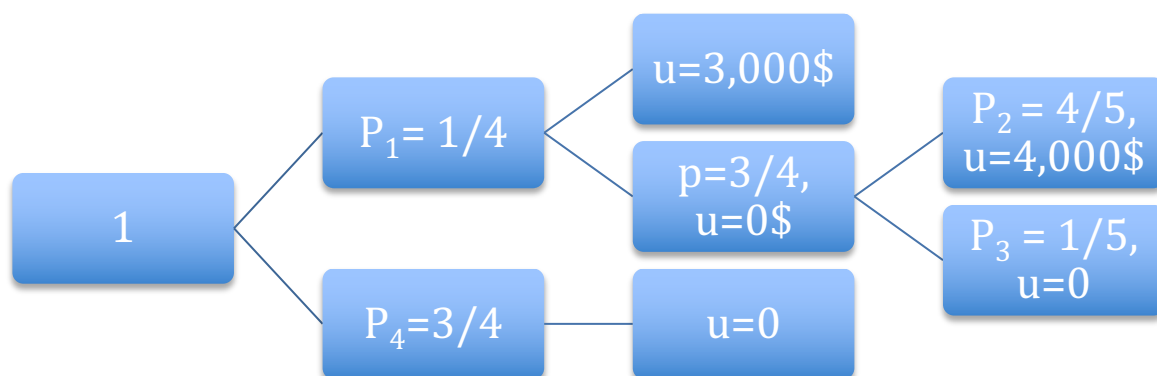 1
P₁= 1/4
P₄=3/4
u=3,000$
p=3/4,
u=0$
u=0
P₂ = 4/5,
u=4,000$
P₃ = 1/5,
u=0